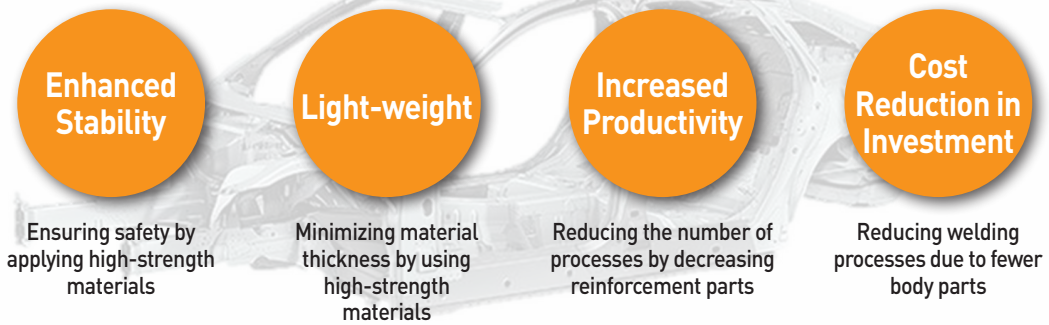 Enhanced
Stability
Ensuring safety by
applying high-strength
materials
Light-weight
Minimizing material
thickness by using
high-strength
materials
Increased
Productivity
Reducing the number of
processes by decreasing
reinforcement parts
Cost
Reduction in
Investment
Reducing welding
processes due to fewer
body parts